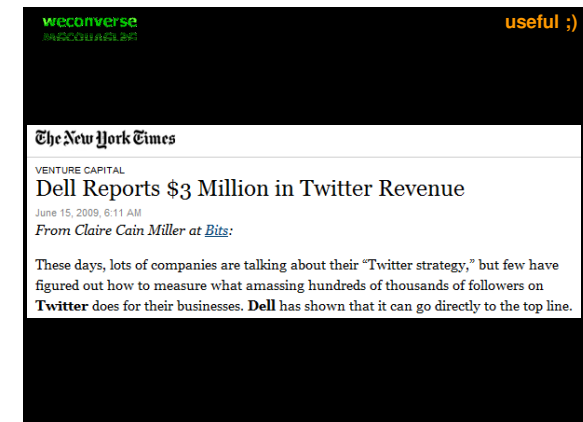 weconverse
useful ;)
The New York Times
VENTURE CAPITAL
Dell Reports $3 Million in Twitter Revenue
June 15, 2009, 6:11 AM
From Claire Cain Miller at Bits:
These days, lots of companies are talking about their “Twitter strategy,” but few have
figured out how to measure what amassing hundreds of thousands of followers on
Twitter does for their businesses. Dell has shown that it can go directly to the top line.